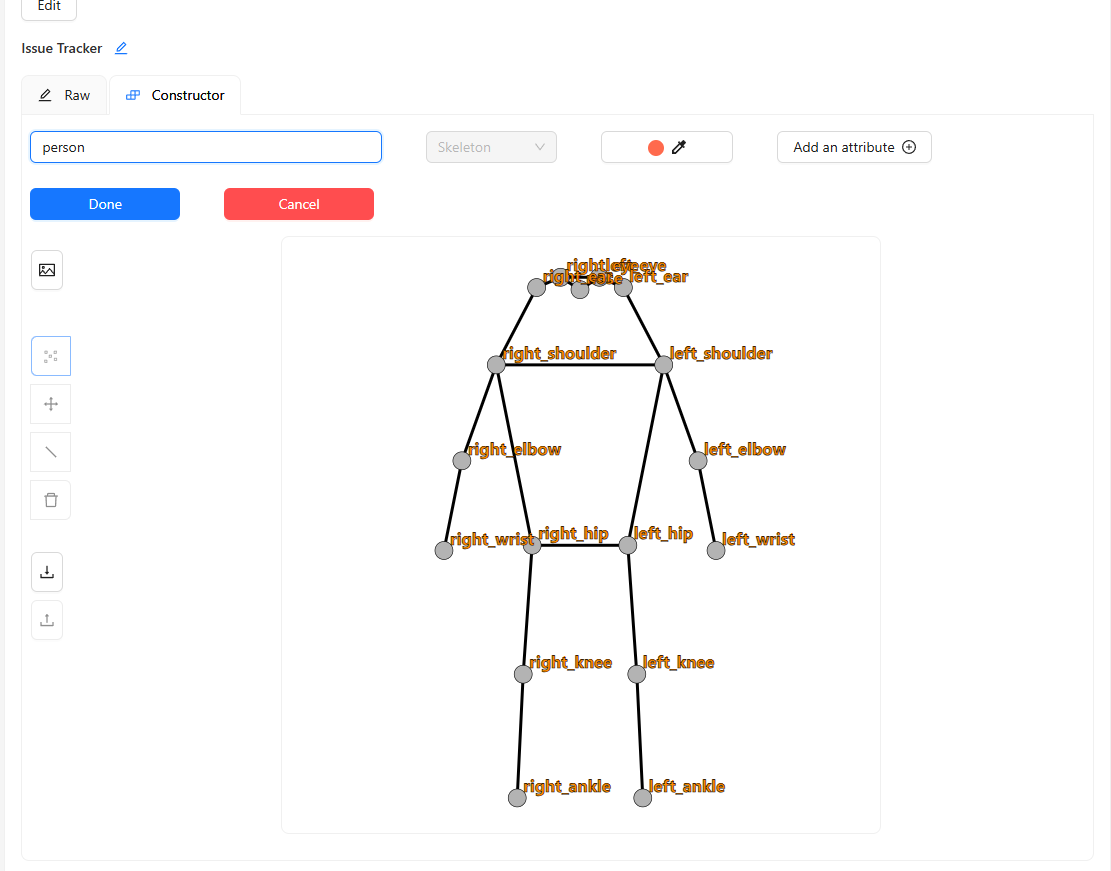 Edit
Issue Tracker
Raw
Constructor
person
Skeleton
Add an attribute
Done
Cancel
left_ear
right_shoulder
left_shoulder
right_elbow
left_elbow
right_wrist
right_hip
left_hip
left_wrist
right_knee
left_knee
right_ankle
left_ankle